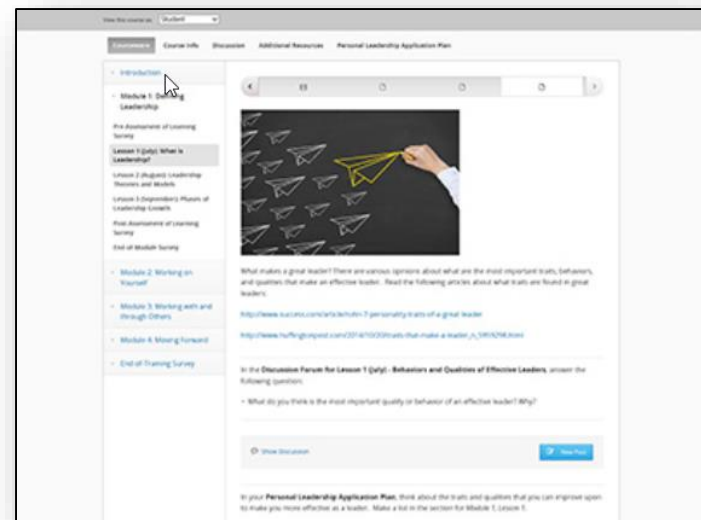 View this course as: Student
Courseware Course Info Discussion Additional Resources Personal Leadership Application Plan
Introduction
Module 1: Defining
Leadership
Pre Assessment of Learning
Survey
Lesson 1 (July): What is
Leadership?
Lesson 2 (August): Leadership
Theories and Models
Lesson 3 (September): Phases of
Leadership Growth
Post Assessment of Learning
Survey
End of Module Survey
Module 2: Working on
Yourself
Module 3: Working with and
through Others
Module 4: Moving Forward
End of Training Survey
What makes a great leader? There are various opinions about what are the most important traits, behaviors,
and qualities that make an effective leader. Read the following articles about what traits are found in great
leaders:
In the Discussion Forum for Lesson 1 (July) - Behaviors and Qualities of Effective Leaders, answer the
following question:
• What do you think is the most important quality or behavior of an effective leader? Why?
Show Discussion
New Post
In your Personal Leadership Application Plan, think about the traits and qualities that you can improve upon
to make you more effective as a leader. Make a list in the section for Module 1, Lesson 1.